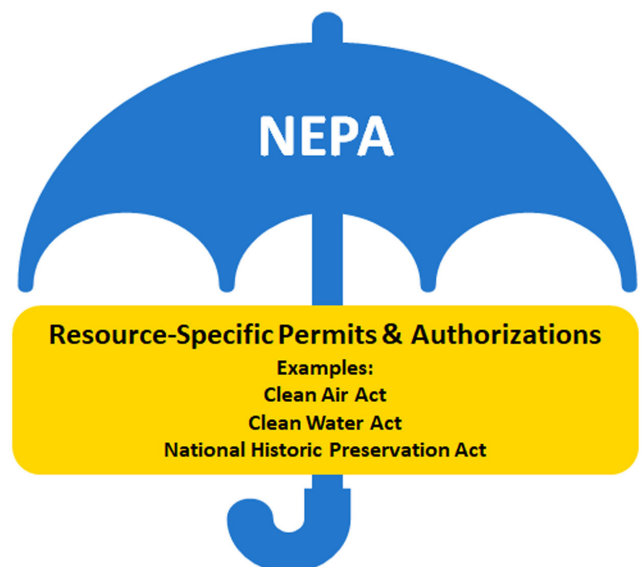 NEPA
Resource-Specific Permits & Authorizations
Examples:
Clean Air Act
Clean Water Act
National Historic Preservation Act